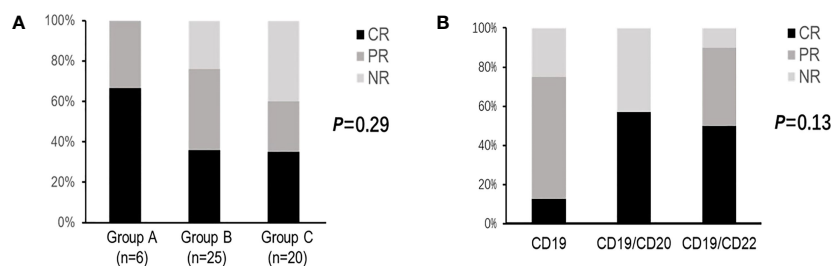 A
100%
80%
60%
40%
20%
0%
Group A
(n=6)
Group B
(n=25)
Group C
(n=20)
CR
PR
NR
P=0.29
B
100%
80%
60%
40%
20%
0%
CD19
CD19/CD20
CD19/CD22
CR
PR
NR
P=0.13